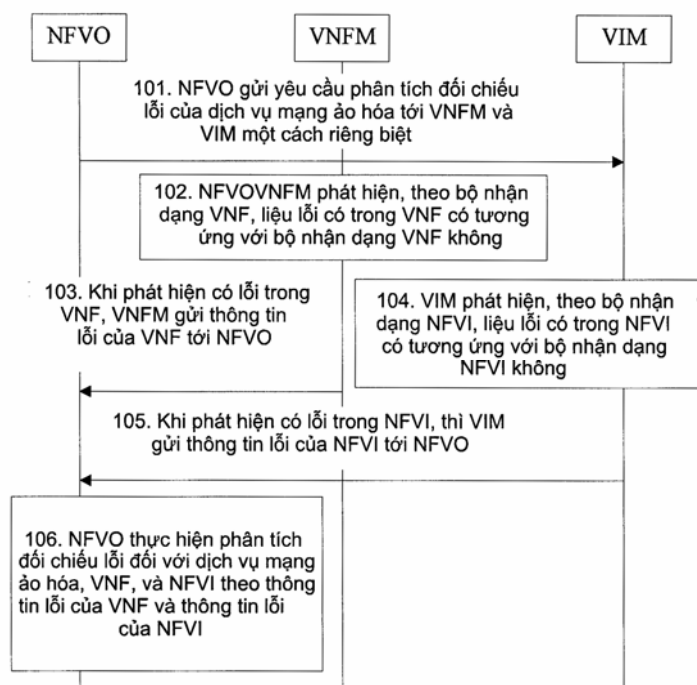 NFVO
VNFM
VIM
101. NFVO gửi yêu cầu phân tích đối chiếu
lỗi của dịch vụ mạng ảo hóa tới VNFM và
VIM một cách riêng biệt
102. NFVOVNFM phát hiện, theo bộ nhận
dạng VNF, liệu lỗi có trong VNF có tương
ứng với bộ nhận dạng VNF không
103. Khi phát hiện có lỗi trong
VNF, VNFM gửi thông tin
lỗi của VNF tới NFVO
104. VIM phát hiện, theo bộ nhận
dạng NFVI, liệu lỗi có trong NFVI
có tương ứng với bộ nhận dạng
NFVI không
105. Khi phát hiện có lỗi trong NFVI, thì VIM
gửi thông tin lỗi của NFVI tới NFVO
106. NFVO thực hiện phân tích
đối chiếu lỗi đối với dịch vụ mạng
ảo hóa, VNF, và NFVI theo thông
tin lỗi của VNF và thông tin lỗi
của NFVI